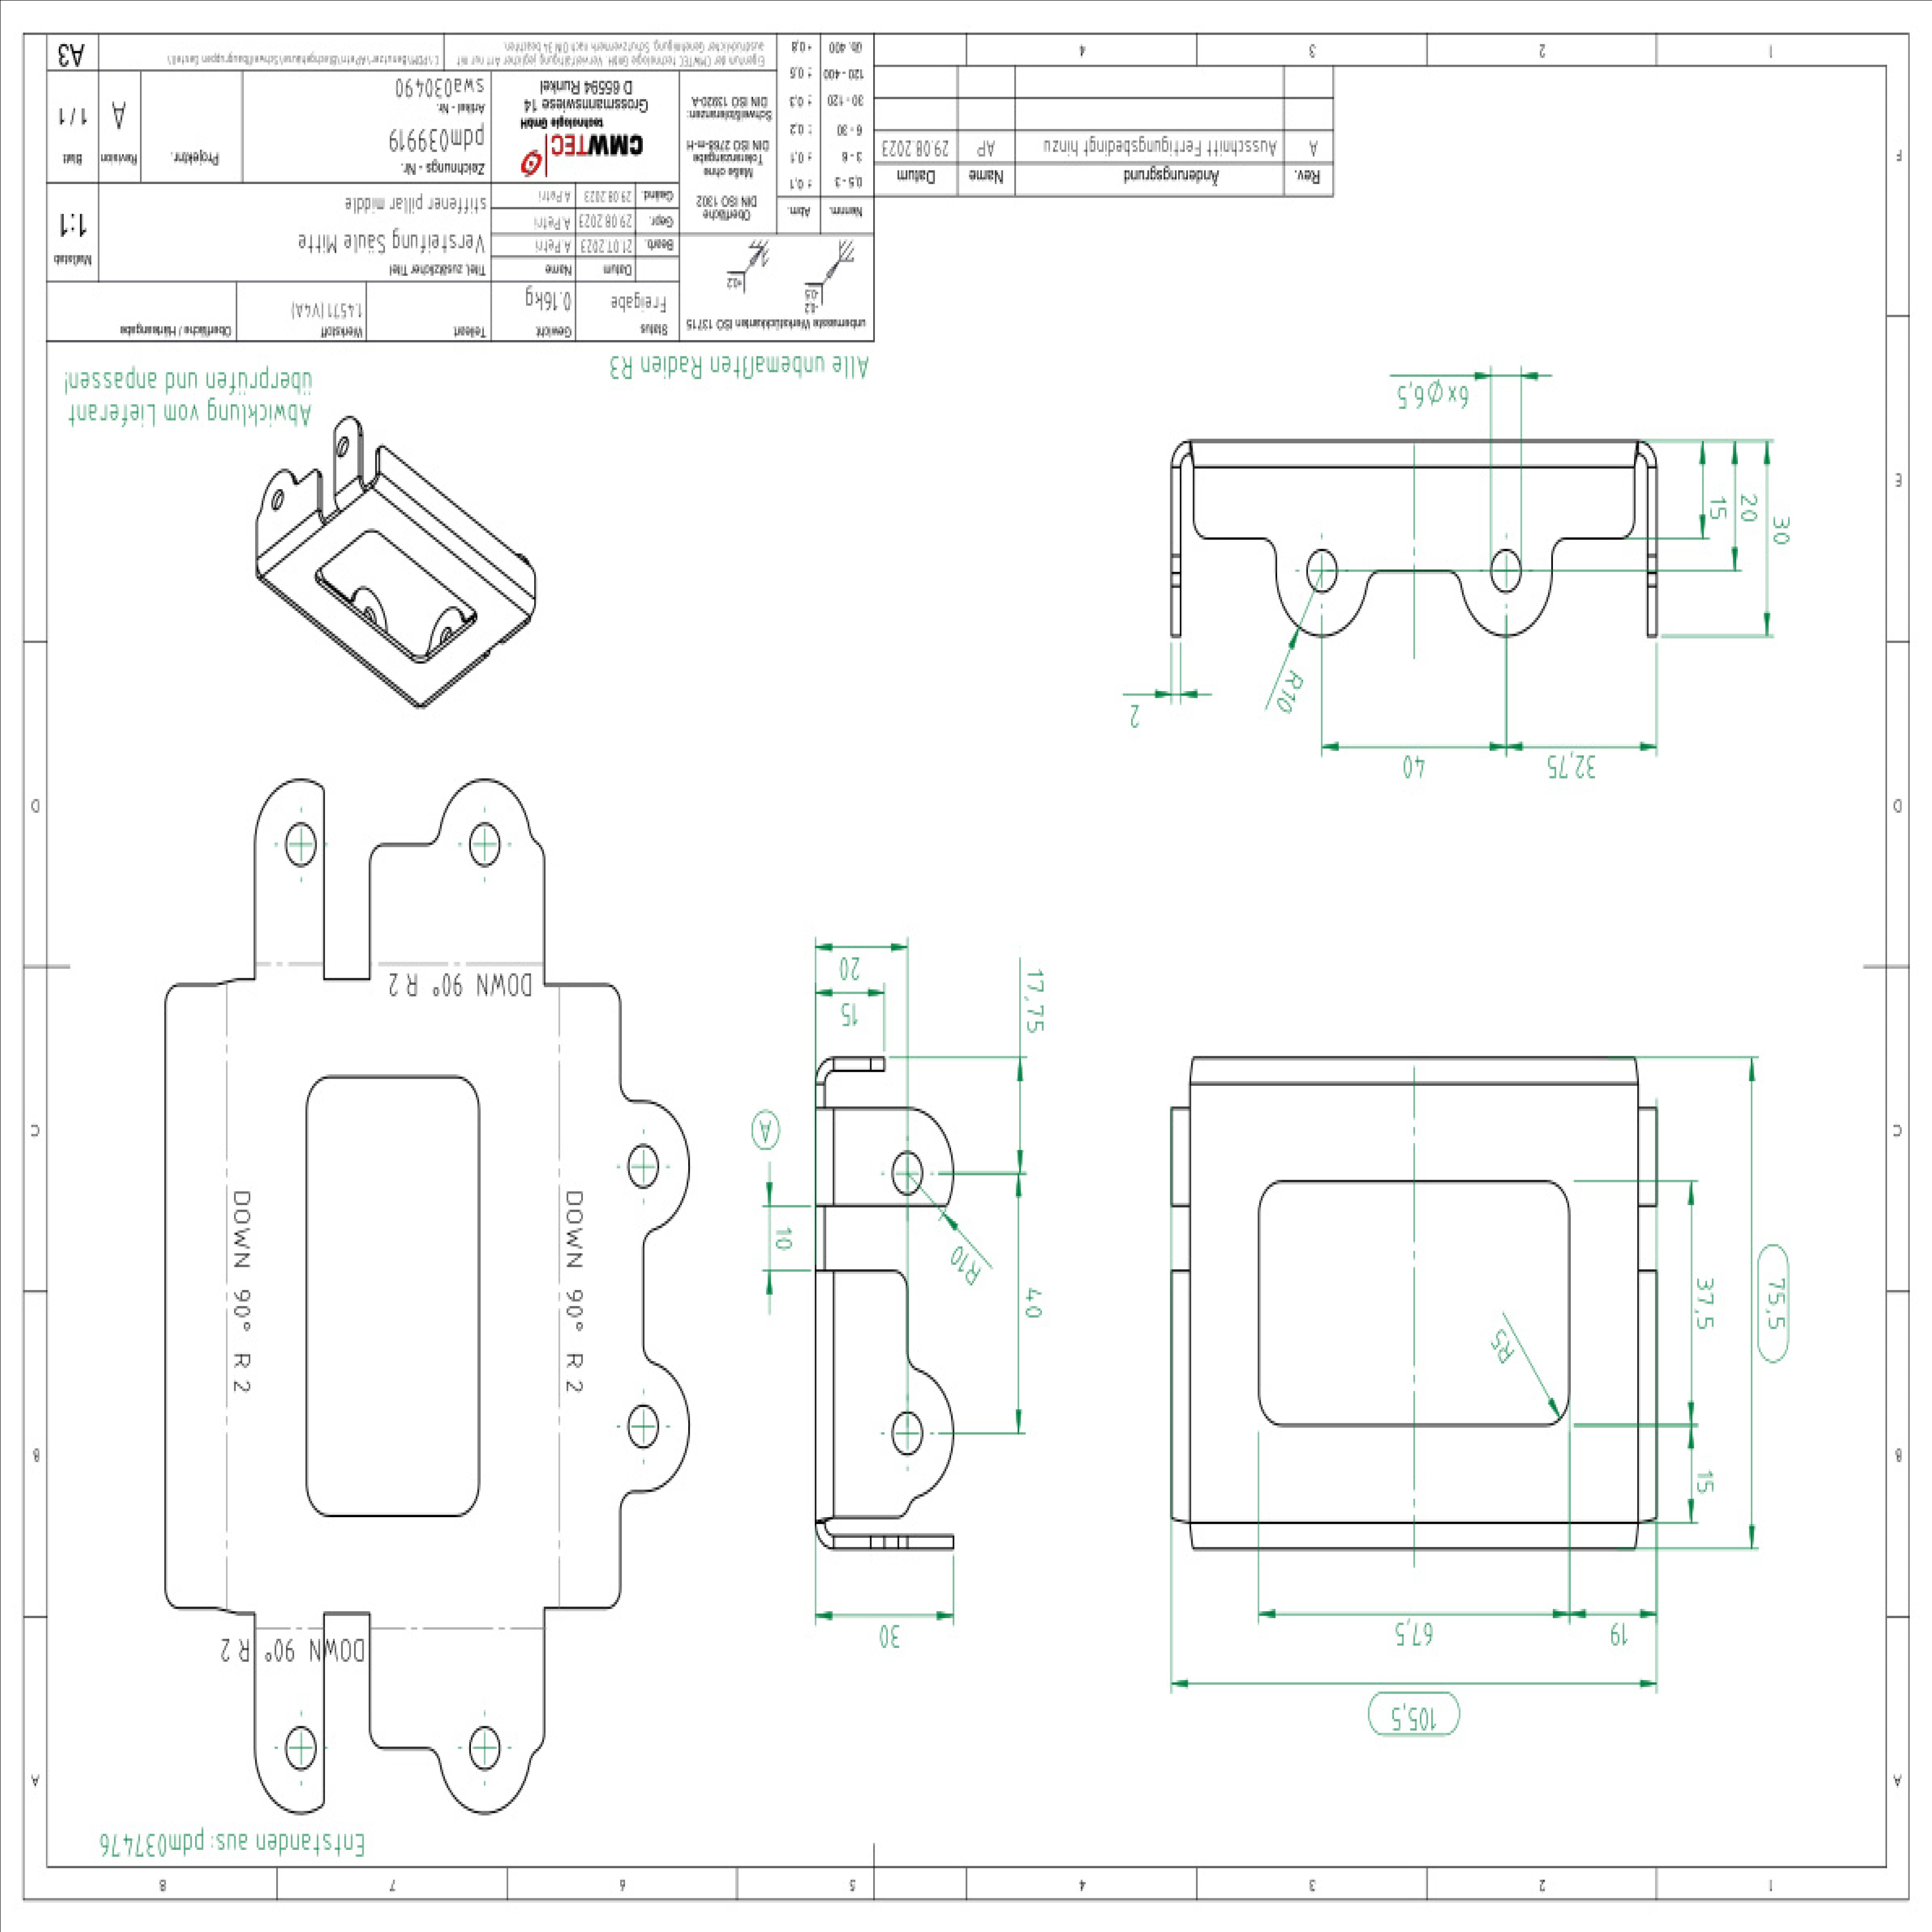 8 7 6 5 4 3 2 1
Entstanden aus: pdm037476
A
A
B
B
C
C
D
D
E
F
105,5
19
67,5
15
37,5
75,5
R5
30
10
A
R10
40
17,75
15
20
DOWN 90° R 2
DOWN 90° R 2
DOWN 90° R 2
DOWN 90° R 2
32,75
40
R10
2
30
20
15
6x Ø6,5
Abwicklung vom Lieferant
überprüfen und anpassen!
Alle unbemaßten Radien R3
unbemasste Werkstückkanten ISO 13715
-0,2
-0,5
+0,2
Status
Freigabe
Gewicht
0.16kg
Teileart
Werkstoff
1.4571 (V4A)
Oberfläche / Härteangabe
Datum
Name
Bearb.
21.07.2023
A.Petri
Gepr.
29.08.2023
A.Petri
Geänd.
29.08.2023
A.Petri
Titel, zusätzlicher Titel
Versteifung Säule Mitte
stiffener pillar middle
Maßstab
1:1
Oberfläche
DIN ISO 1302
Maße ohne
Toleranzangabe
DIN ISO 2768-m-H
Schweißtoleranzen:
DIN ISO 13920-A
Nennm.
Abm.
0,5 - 3
± 0,1
3 - 6
± 0,1
6 - 30
± 0,2
30 - 120
± 0,3
120 - 400
± 0,5
üb. 400
± 0,8
CMWTEC
technologie GmbH
Grossmannswiese 14
D 65594 Runkel
Zeichnungs - Nr.
pdm039919
Artikel - Nr.
swa030490
Projektnr.
Revision
A
Blatt
1 / 1
A3
Eigennen der CMWTEC technologie GmbH. Vervielfältigung jeglicher Art nur mit
ausdrücklicher Genehmigung. Schutzvermerk nach DIN 34 beachten.
Rev.
Änderungsgrund
Name
Datum
A
Ausschnitt Fertigungsbedingt hinzu
AP
29.08.2023
4 3 2 1